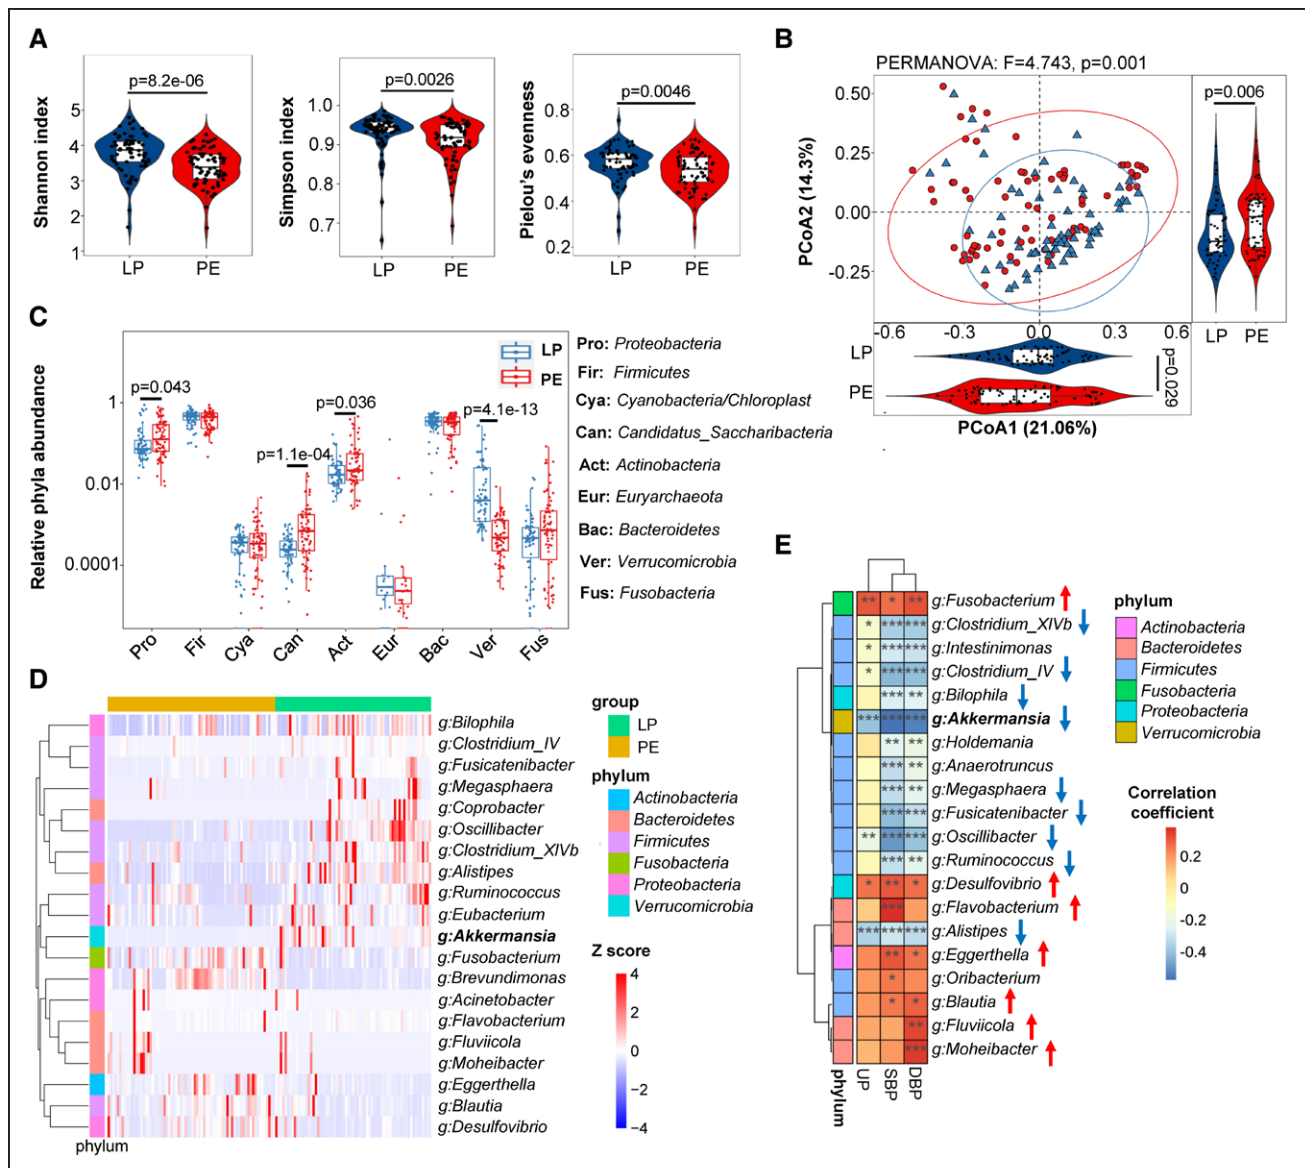 A
p=8.2e-06
Shannon index
5
4
3
2
1
LP
PE
p=0.0026
Simpson index
1.0
0.9
0.8
0.7
LP
PE
p=0.0046
Pielou's evenness
0.8
0.6
0.4
0.2
LP
PE
B
PERMANOVA: F=4.743, p=0.001
PCoA2 (14.3%)
0.50
0.25
0.00
-0.25
-0.6
-0.3
0.0
0.3
0.6
p=0.006
LP
PE
LP
PE
p=0.029
PCoA1 (21.06%)
C
Relative phyla abundance
1
0.01
0.0001
p=0.043
p=1.1e-04
p=0.036
p=4.1e-13
LP
PE
Pro
Fir
Cya
Can
Act
Eur
Bac
Ver
Fus
Pro: Proteobacteria
Fir: Firmicutes
Cya: Cyanobacteria/Chloroplast
Can: Candidatus_Saccharibacteria
Act: Actinobacteria
Eur: Euryarchaeota
Bac: Bacteroidetes
Ver: Verrucomicrobia
Fus: Fusobacteria
D
g:Bilophila
g:Clostridium_IV
g:Fusicatenibacter
g:Megasphaera
g:Coprobacter
g:Oscillibacter
g:Clostridium_XIVb
g:Alistipes
g:Ruminococcus
g:Eubacterium
g:Akkermansia
g:Fusobacterium
g:Brevundimonas
g:Acinetobacter
g:Flavobacterium
g:Fluviicola
g:Moheibacter
g:Eggerthella
g:Blautia
g:Desulfovibrio
phylum
group
LP
PE
phylum
Actinobacteria
Bacteroidetes
Firmicutes
Fusobacteria
Proteobacteria
Verrucomicrobia
Z score
4
2
0
−2
−4
E
** * ** g:Fusobacterium
* *** *** g:Clostridium_XIVb
* *** *** g:Intestinimonas
* *** *** g:Clostridium_IV
*** ** g:Bilophila
*** *** *** g:Akkermansia
** ** g:Holdemania
*** ** g:Anaerotruncus
*** ** g:Megasphaera
*** *** g:Fusicatenibacter
** *** *** g:Oscillibacter
*** ** g:Ruminococcus
* ** * g:Desulfovibrio
*** g:Flavobacterium
*** *** *** g:Alistipes
** * g:Eggerthella
* g:Oribacterium
* * g:Blautia
** g:Fluviicola
*** g:Moheibacter
phylum
UP
SBP
DBP
phylum
Actinobacteria
Bacteroidetes
Firmicutes
Fusobacteria
Proteobacteria
Verrucomicrobia
Correlation
coefficient
0.2
0
-0.2
-0.4